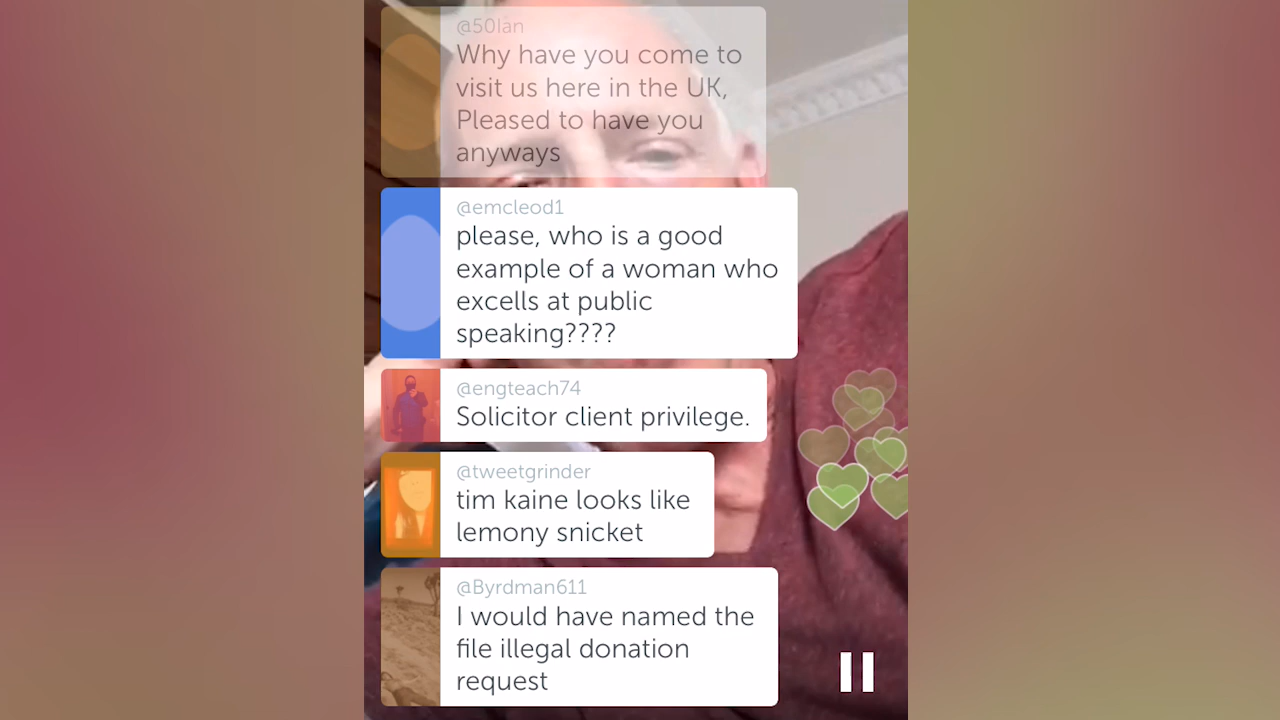 @50Ian
Why have you come to
visit us here in the UK,
Pleased to have you
anyways
@emcleod1
please, who is a good
example of a woman who
excells at public
speaking????
@engteach74
Solicitor client privilege.
@tweetgrinder
tim kaine looks like
lemony snicket
@Byrdman611
I would have named the
file illegal donation
request